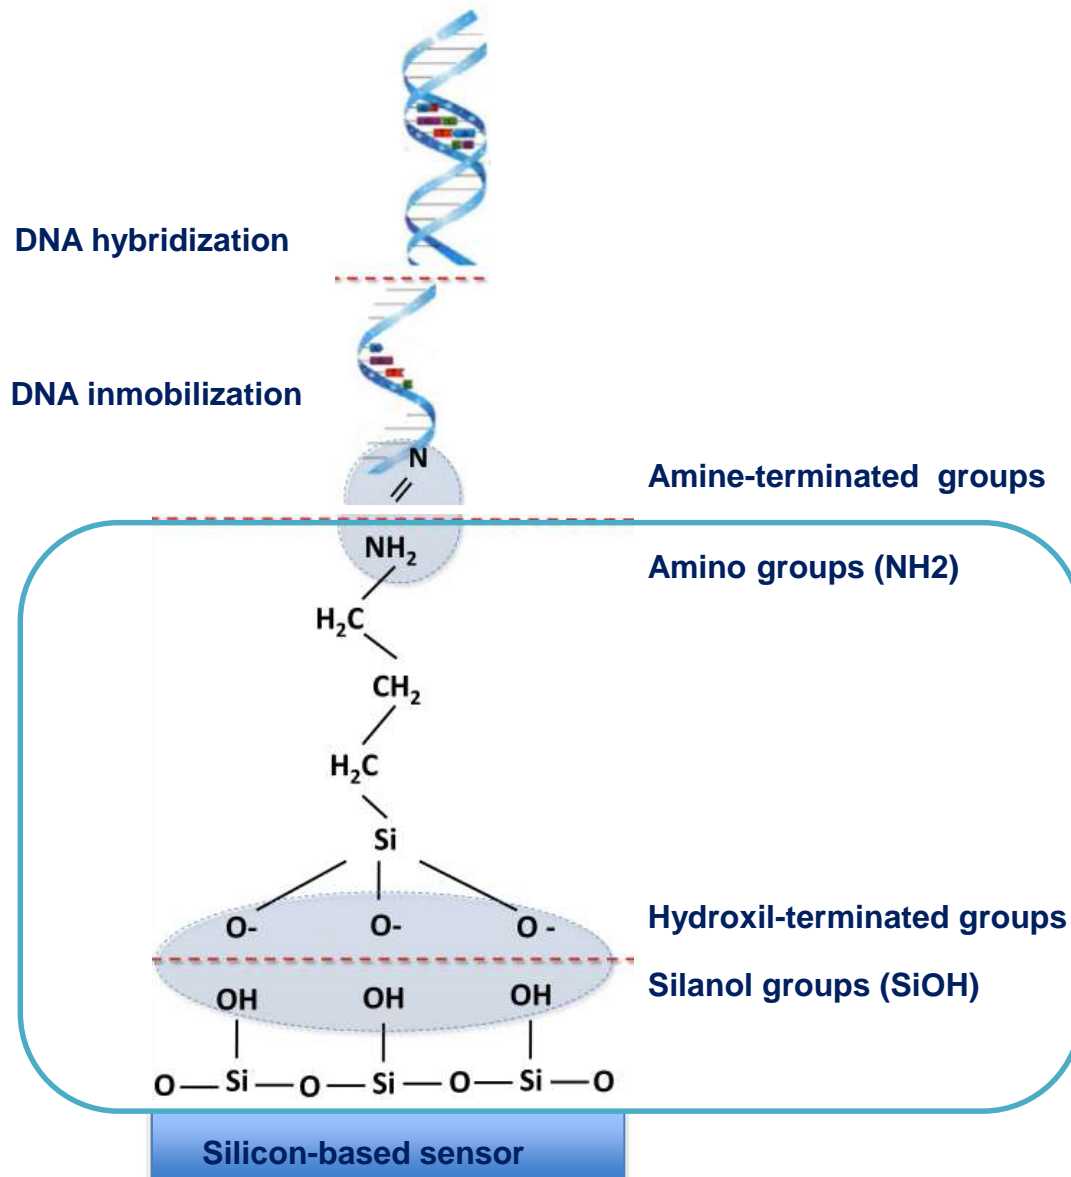 DNA hybridization
DNA inmobilization
N
Amine-terminated groups
NH₂
Amino groups (NH2)
H₂C
CH₂
H₂C
Si
O- O- O -
Hydroxil-terminated groups
Silanol groups (SiOH)
OH OH OH
O Si O Si O Si O
Silicon-based sensor